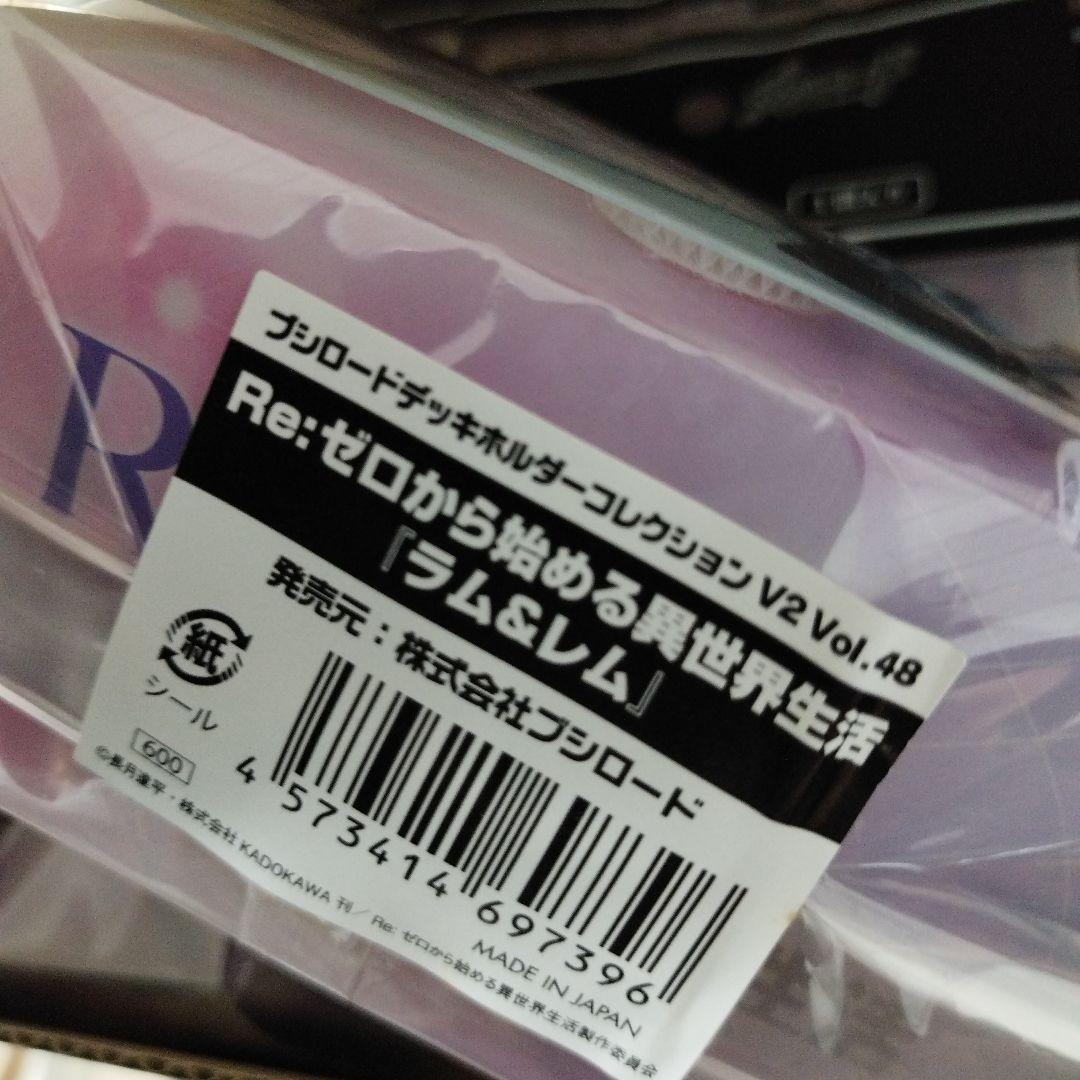 ブシロードデッキホルダーコレクション V2 Vol.48
Re:ゼロから始める異世界生活
『ラム&レム』
発売元：株式会社ブシロード
紙
シール
600
4 573414 697396
MADE IN JAPAN
©長月達平・株式会社KADOKAWA刊／Re:ゼロから始める異世界生活製作委員会
R